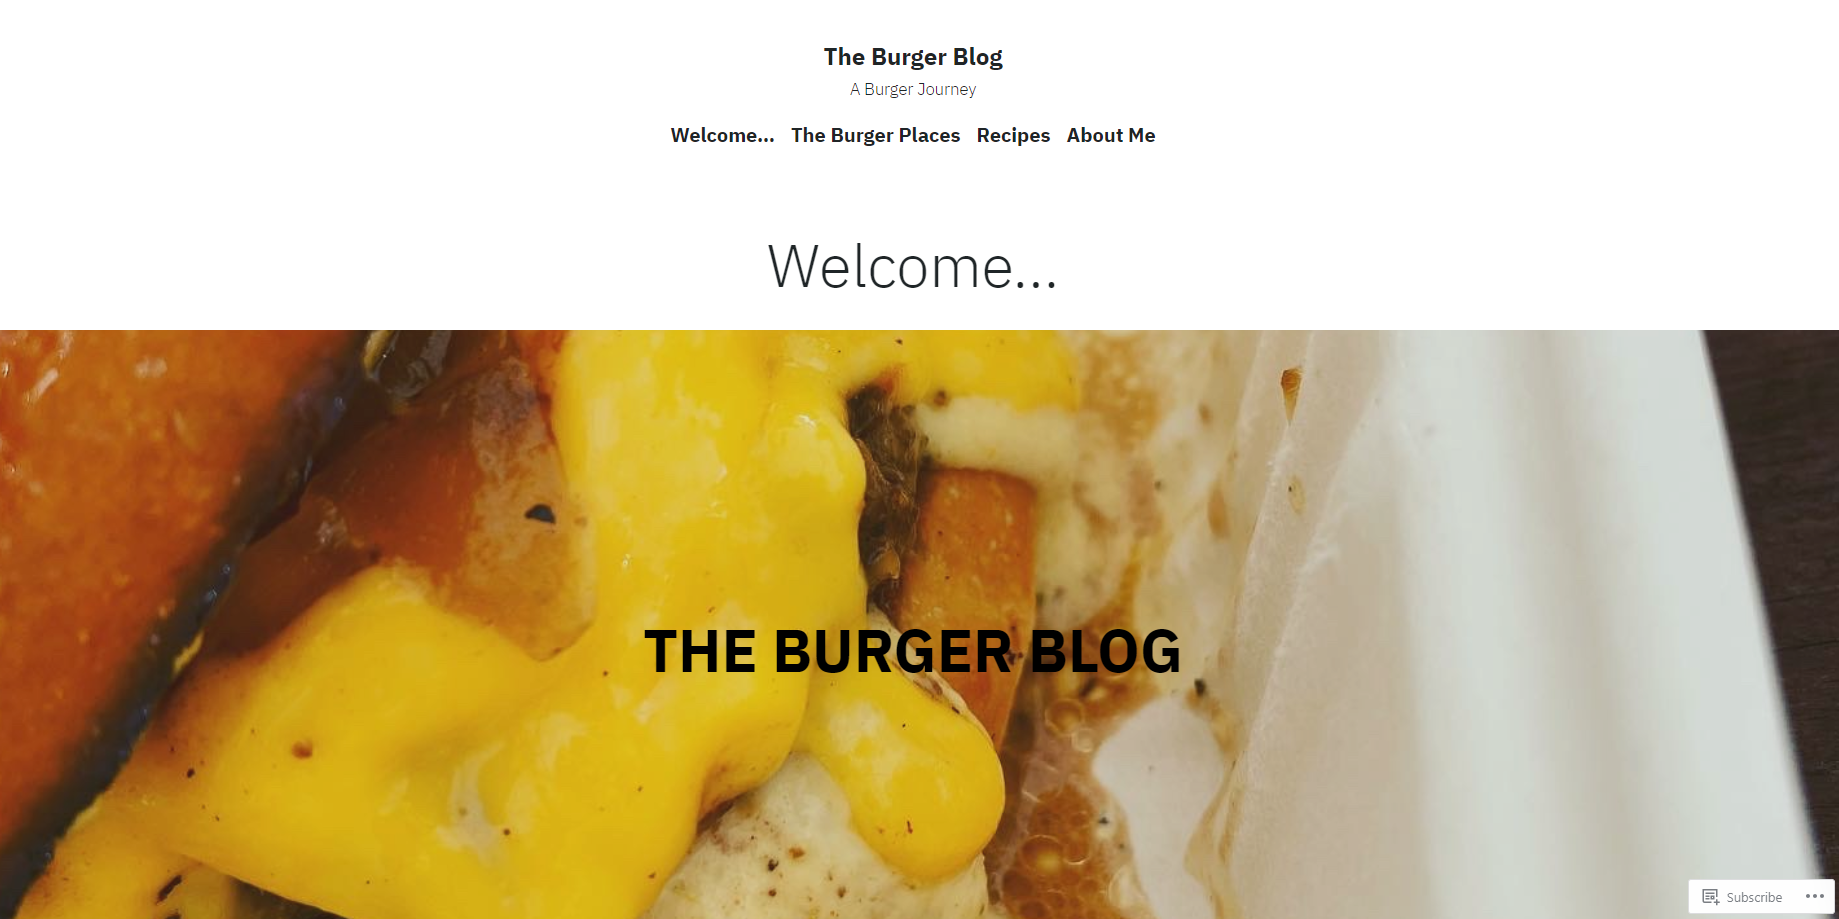 The Burger Blog
A Burger Journey
Welcome… The Burger Places Recipes About Me
Welcome…
THE BURGER BLOG
Subscribe